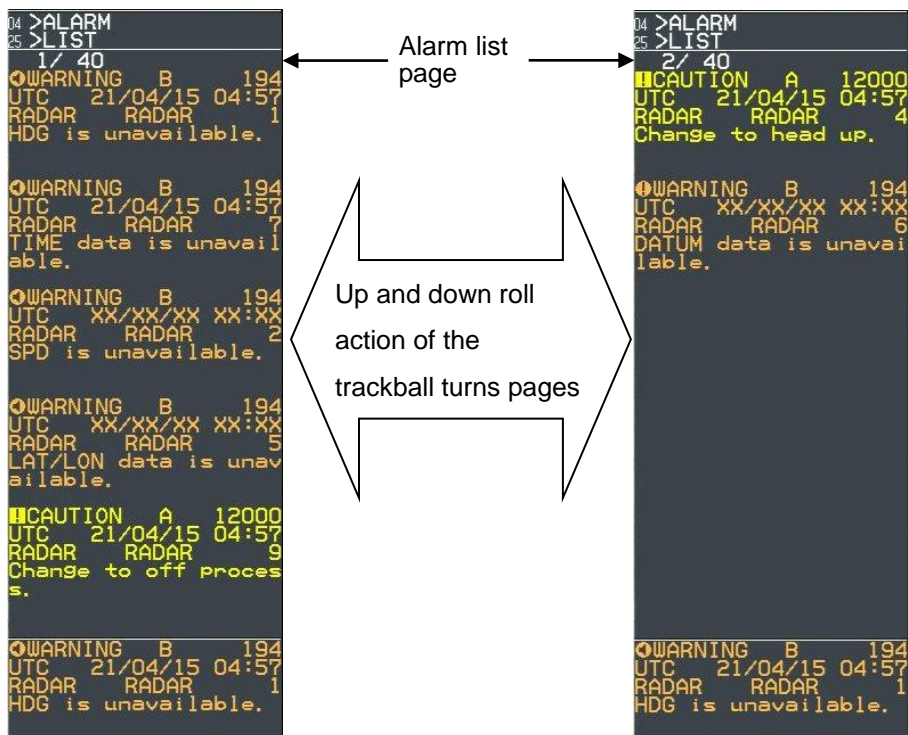 04 >ALARM
25 >LIST
1/ 40
WARNING B 194
UTC 21/04/15 04:57
RADAR RADAR 1
HDG is unavailable.
WARNING B 194
UTC 21/04/15 04:57
RADAR RADAR 7
TIME data is unavail
able.
WARNING B 194
UTC XX/XX/XX XX:XX
RADAR RADAR 2
SPD is unavailable.
WARNING B 194
UTC XX/XX/XX XX:XX
RADAR RADAR 5
LAT/LON data is unav
ailable.
!CAUTION A 12000
UTC 21/04/15 04:57
RADAR RADAR 9
Change to off proces
s.
WARNING B 194
UTC 21/04/15 04:57
RADAR RADAR 1
HDG is unavailable.
Alarm list
page
Up and down roll
action of the
trackball turns pages
04 >ALARM
25 >LIST
2/ 40
!CAUTION A 12000
UTC 21/04/15 04:57
RADAR RADAR 4
Change to head up.
!WARNING B 194
UTC XX/XX/XX XX:XX
RADAR RADAR 6
DATUM data is unavai
lable.
WARNING B 194
UTC 21/04/15 04:57
RADAR RADAR 1
HDG is unavailable.